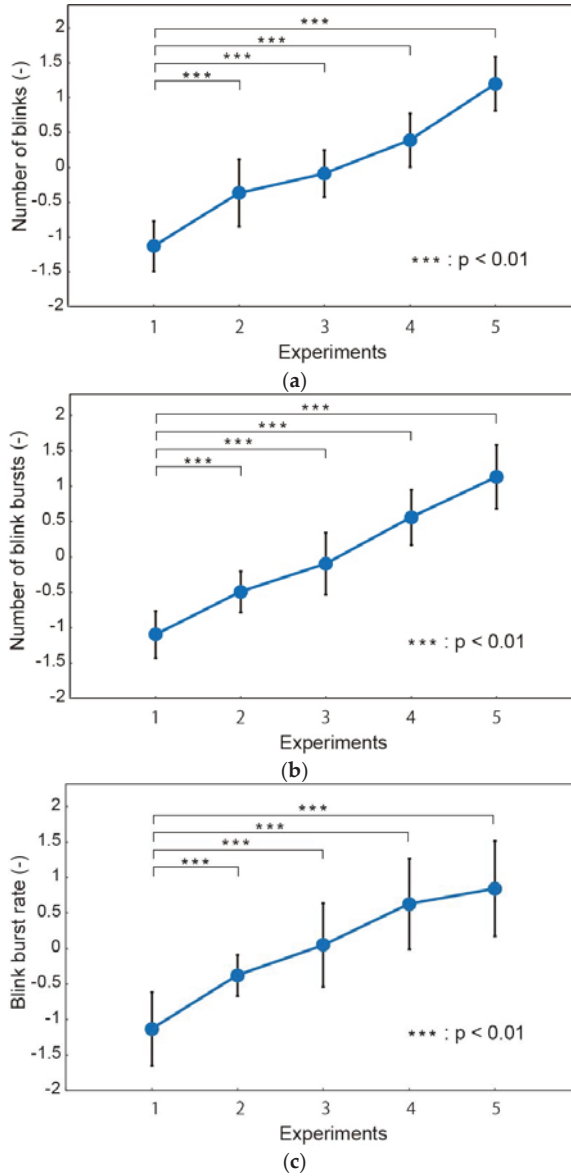 2
1.5
1
0.5
0
-0.5
-1
-1.5
-2
Number of blinks (-)
***
***
***
***
*** : p < 0.01
1 2 3 4 5
Experiments
(a)
2
1.5
1
0.5
0
-0.5
-1
-1.5
-2
Number of blink bursts (-)
***
***
***
***
*** : p < 0.01
1 2 3 4 5
Experiments
(b)
2
1.5
1
0.5
0
-0.5
-1
-1.5
-2
Blink burst rate (-)
***
***
***
***
*** : p < 0.01
1 2 3 4 5
Experiments
(c)